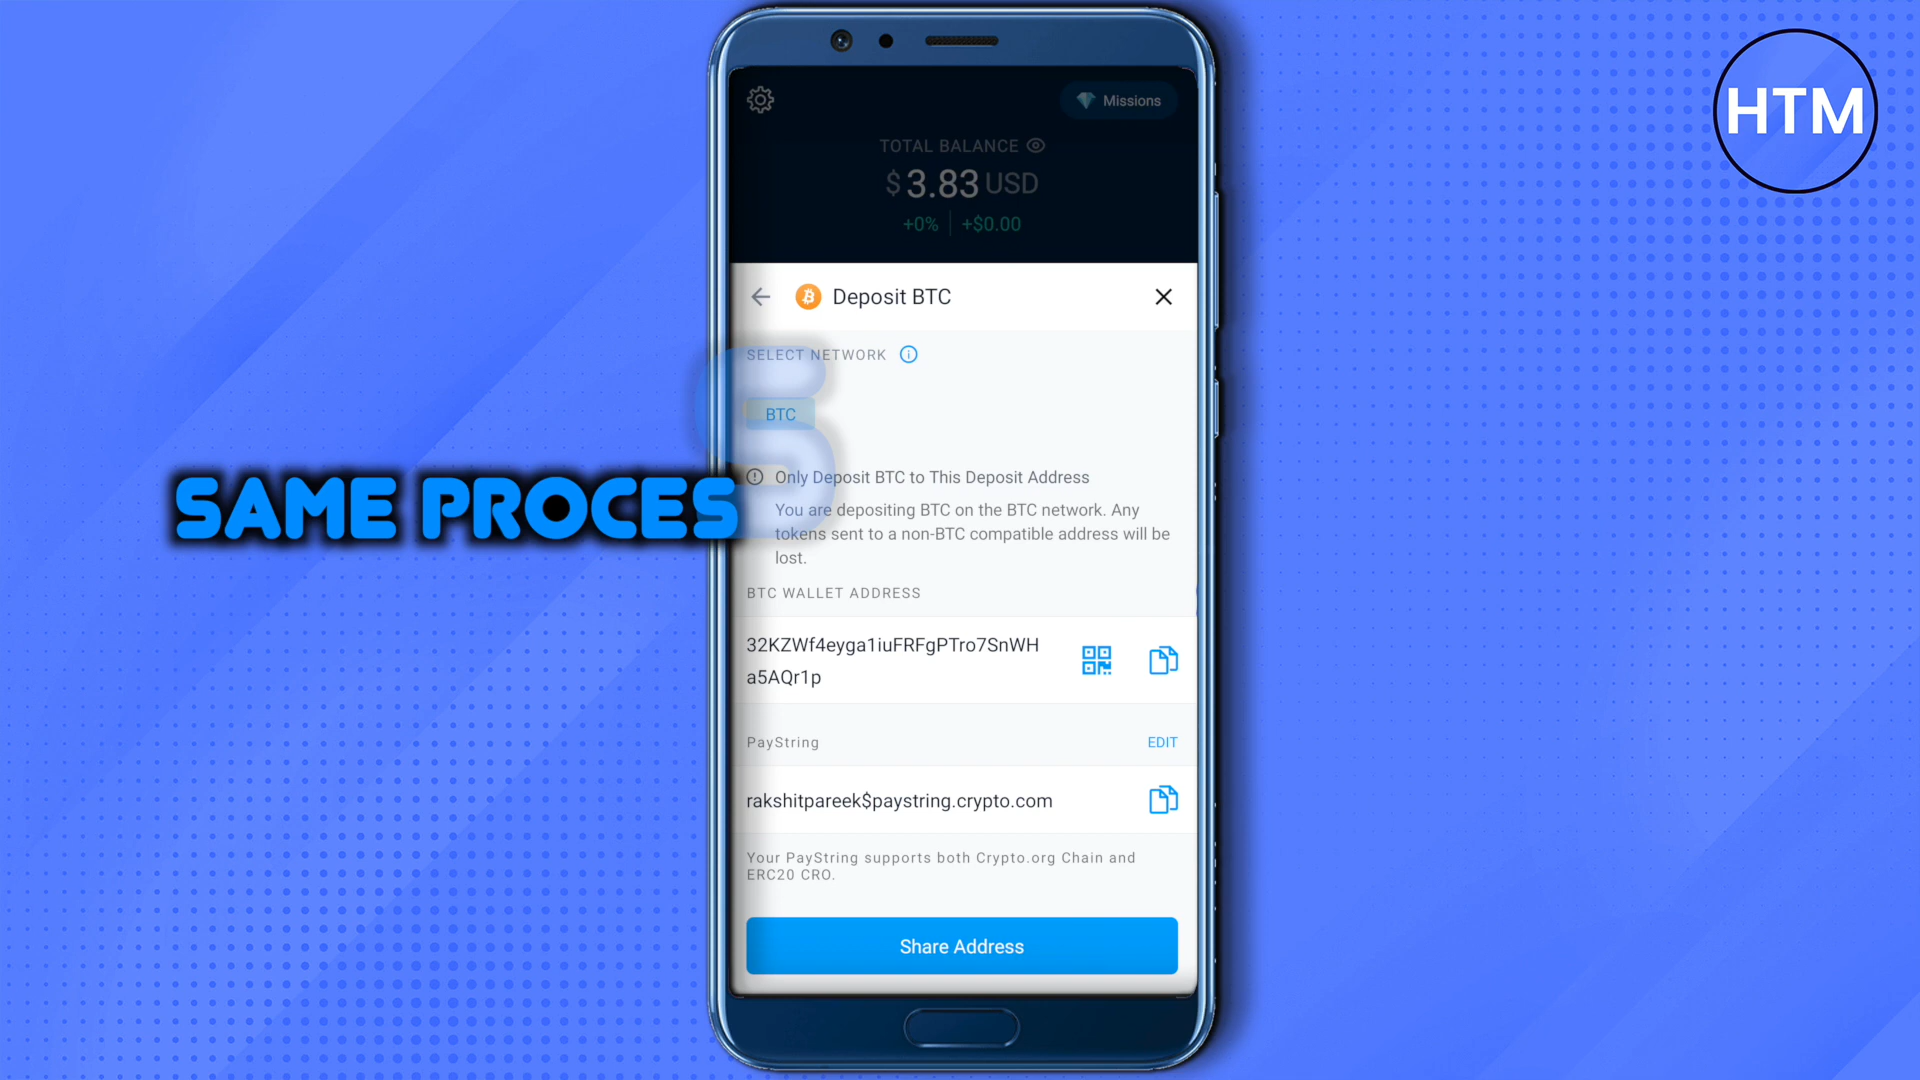 HTM
Missions
TOTAL BALANCE
$3.83 USD
+0% +$0.00
Deposit BTC
SELECT NETWORK
BTC
Only Deposit BTC to This Deposit Address
You are depositing BTC on the BTC network. Any
tokens sent to a non-BTC compatible address will be
lost.
SAME PROCESS
BTC WALLET ADDRESS
32KZWf4eyga1iuFRFgPTro7SnWH
a5AQr1p
PayString
EDIT
rakshitpareek$paystring.crypto.com
Your PayString supports both Crypto.org Chain and
ERC20 CRO.
Share Address